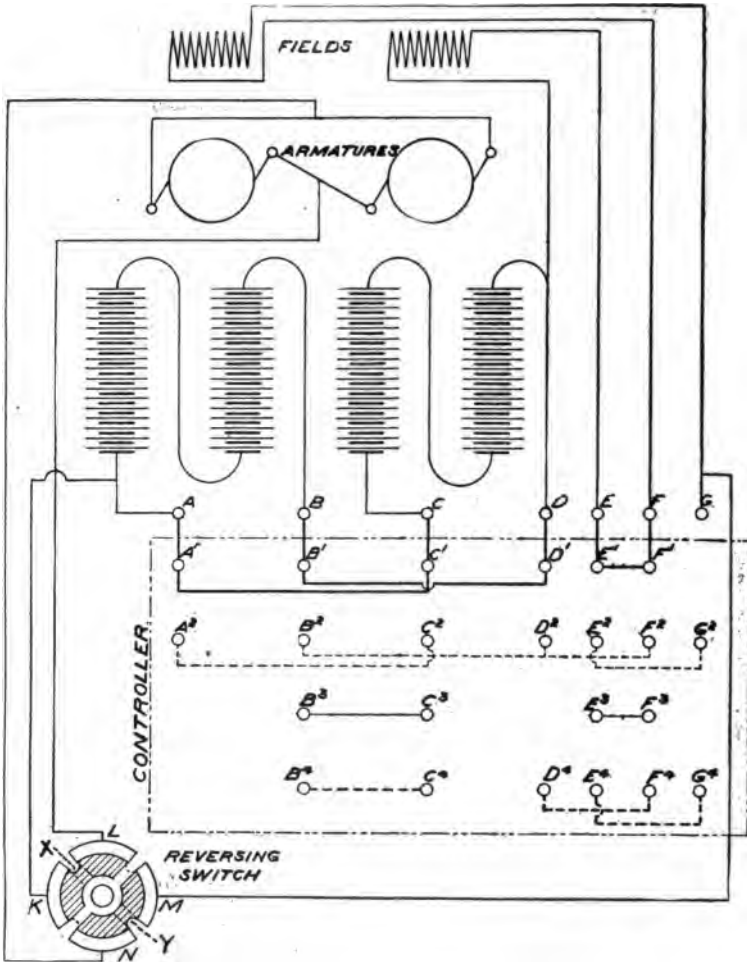 FIELDS
ARMATURES
A B C D E F G
A' B' C' D' E' F'
CONTROLLER
A² B² C² D² E² F² G²
B³ C³ E³ F³
B⁴ C⁴ D⁴ E⁴ F⁴ G⁴
L
X
REVERSING
SWITCH
K M
Y
N